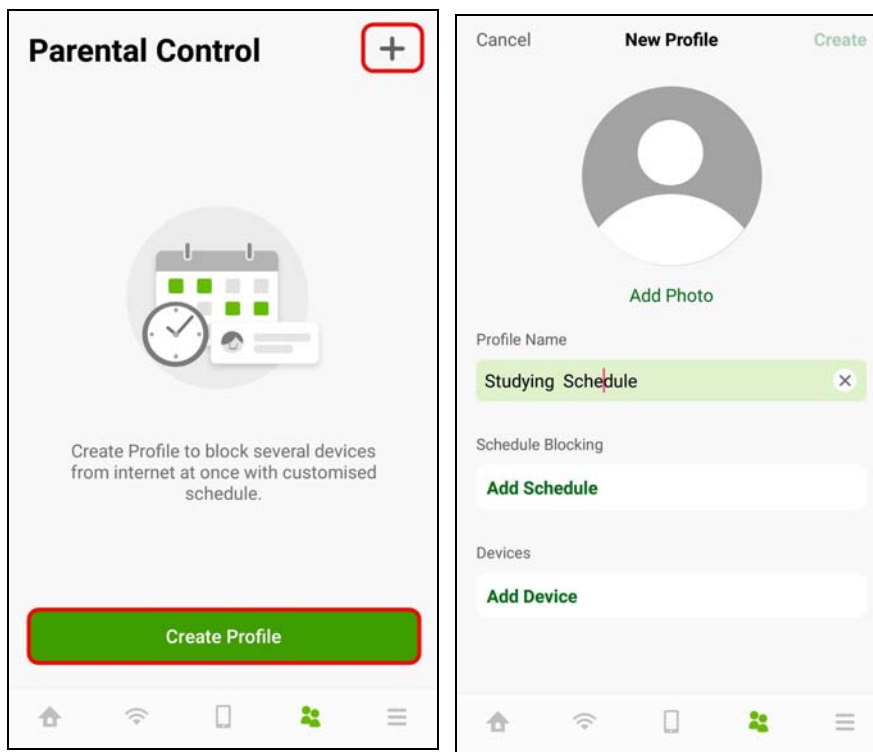 Parental Control
Create Profile to block several devices
from internet at once with customised
schedule.
Create Profile
Cancel New Profile Create
Add Photo
Profile Name
Studying  Schedule
Schedule Blocking
Add Schedule
Devices
Add Device